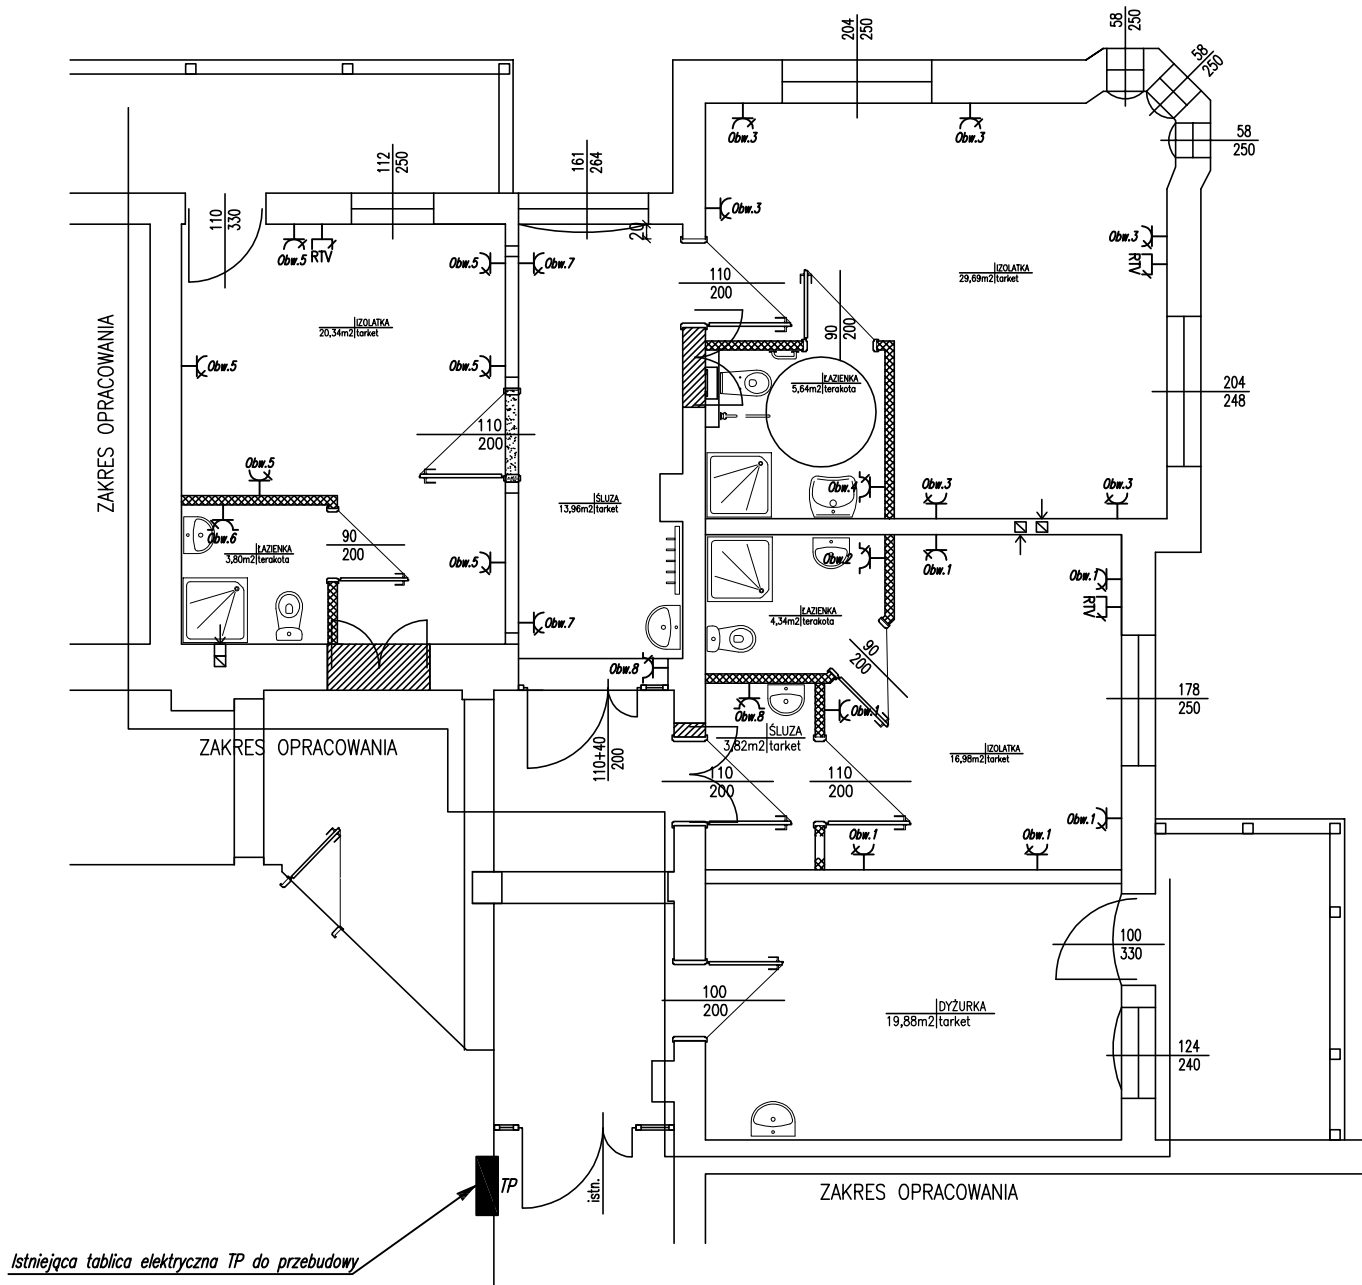 204
250
58
250
58
250
58
250
112
250
161
264
110
330
20
Obw.3
Obw.3
Obw.3
Obw.3
RTV
Obw.5
RTV
Obw.5
Obw.7
110
200
IZOLATKA
29,69m2 tarket
IZOLATKA
20,34m2 tarket
90
200
Obw.5
Obw.5
ŁAZIENKA
5,64m2 terakota
204
248
ZAKRES OPRACOWANIA
110
200
Obw.5
Obw.4
Obw.3
Obw.3
ŚLUZA
13,96m2 tarket
Obw.6
90
200
ŁAZIENKA
3,80m2 terakota
Obw.5
Obw.2
Obw.1
Obw.1
RTV
ŁAZIENKA
4,34m2 terakota
Obw.7
Obw.8
90
200
178
250
Obw.8
Obw.1
ŚLUZA
3,82m2 tarket
IZOLATKA
16,98m2 tarket
ZAKRES OPRACOWANIA
110+40
200
110
200
110
200
Obw.1
Obw.1
Obw.1
100
330
100
200
DYŻURKA
19,88m2 tarket
124
240
TP
istn.
ZAKRES OPRACOWANIA
Istniejąca tablica elektryczna TP do przebudowy